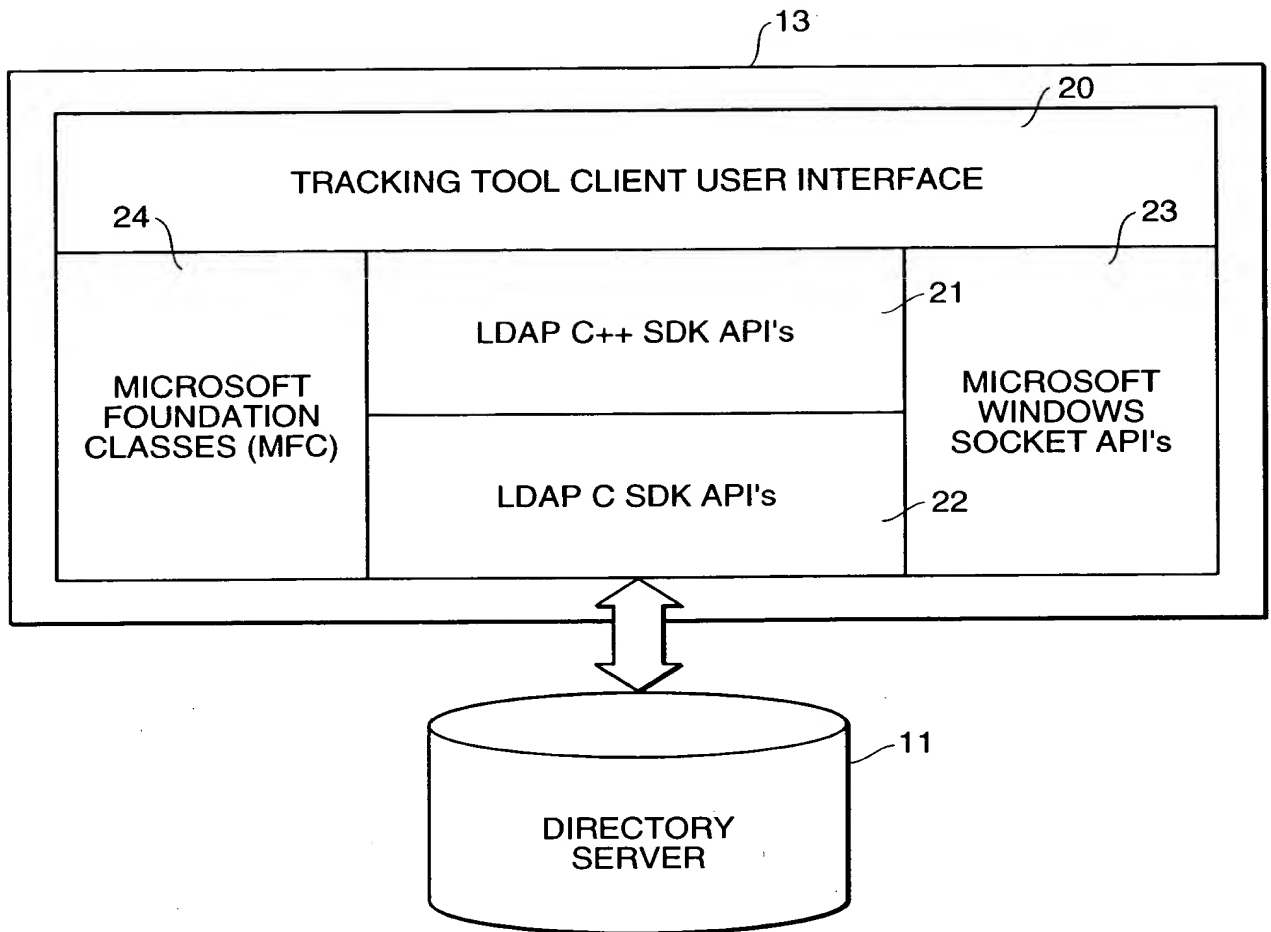 13
20
TRACKING TOOL CLIENT USER INTERFACE
24
23
21
LDAP C++ SDK API's
MICROSOFT
FOUNDATION
CLASSES (MFC)
MICROSOFT
WINDOWS
SOCKET API's
LDAP C SDK API's
22
11
DIRECTORY
SERVER